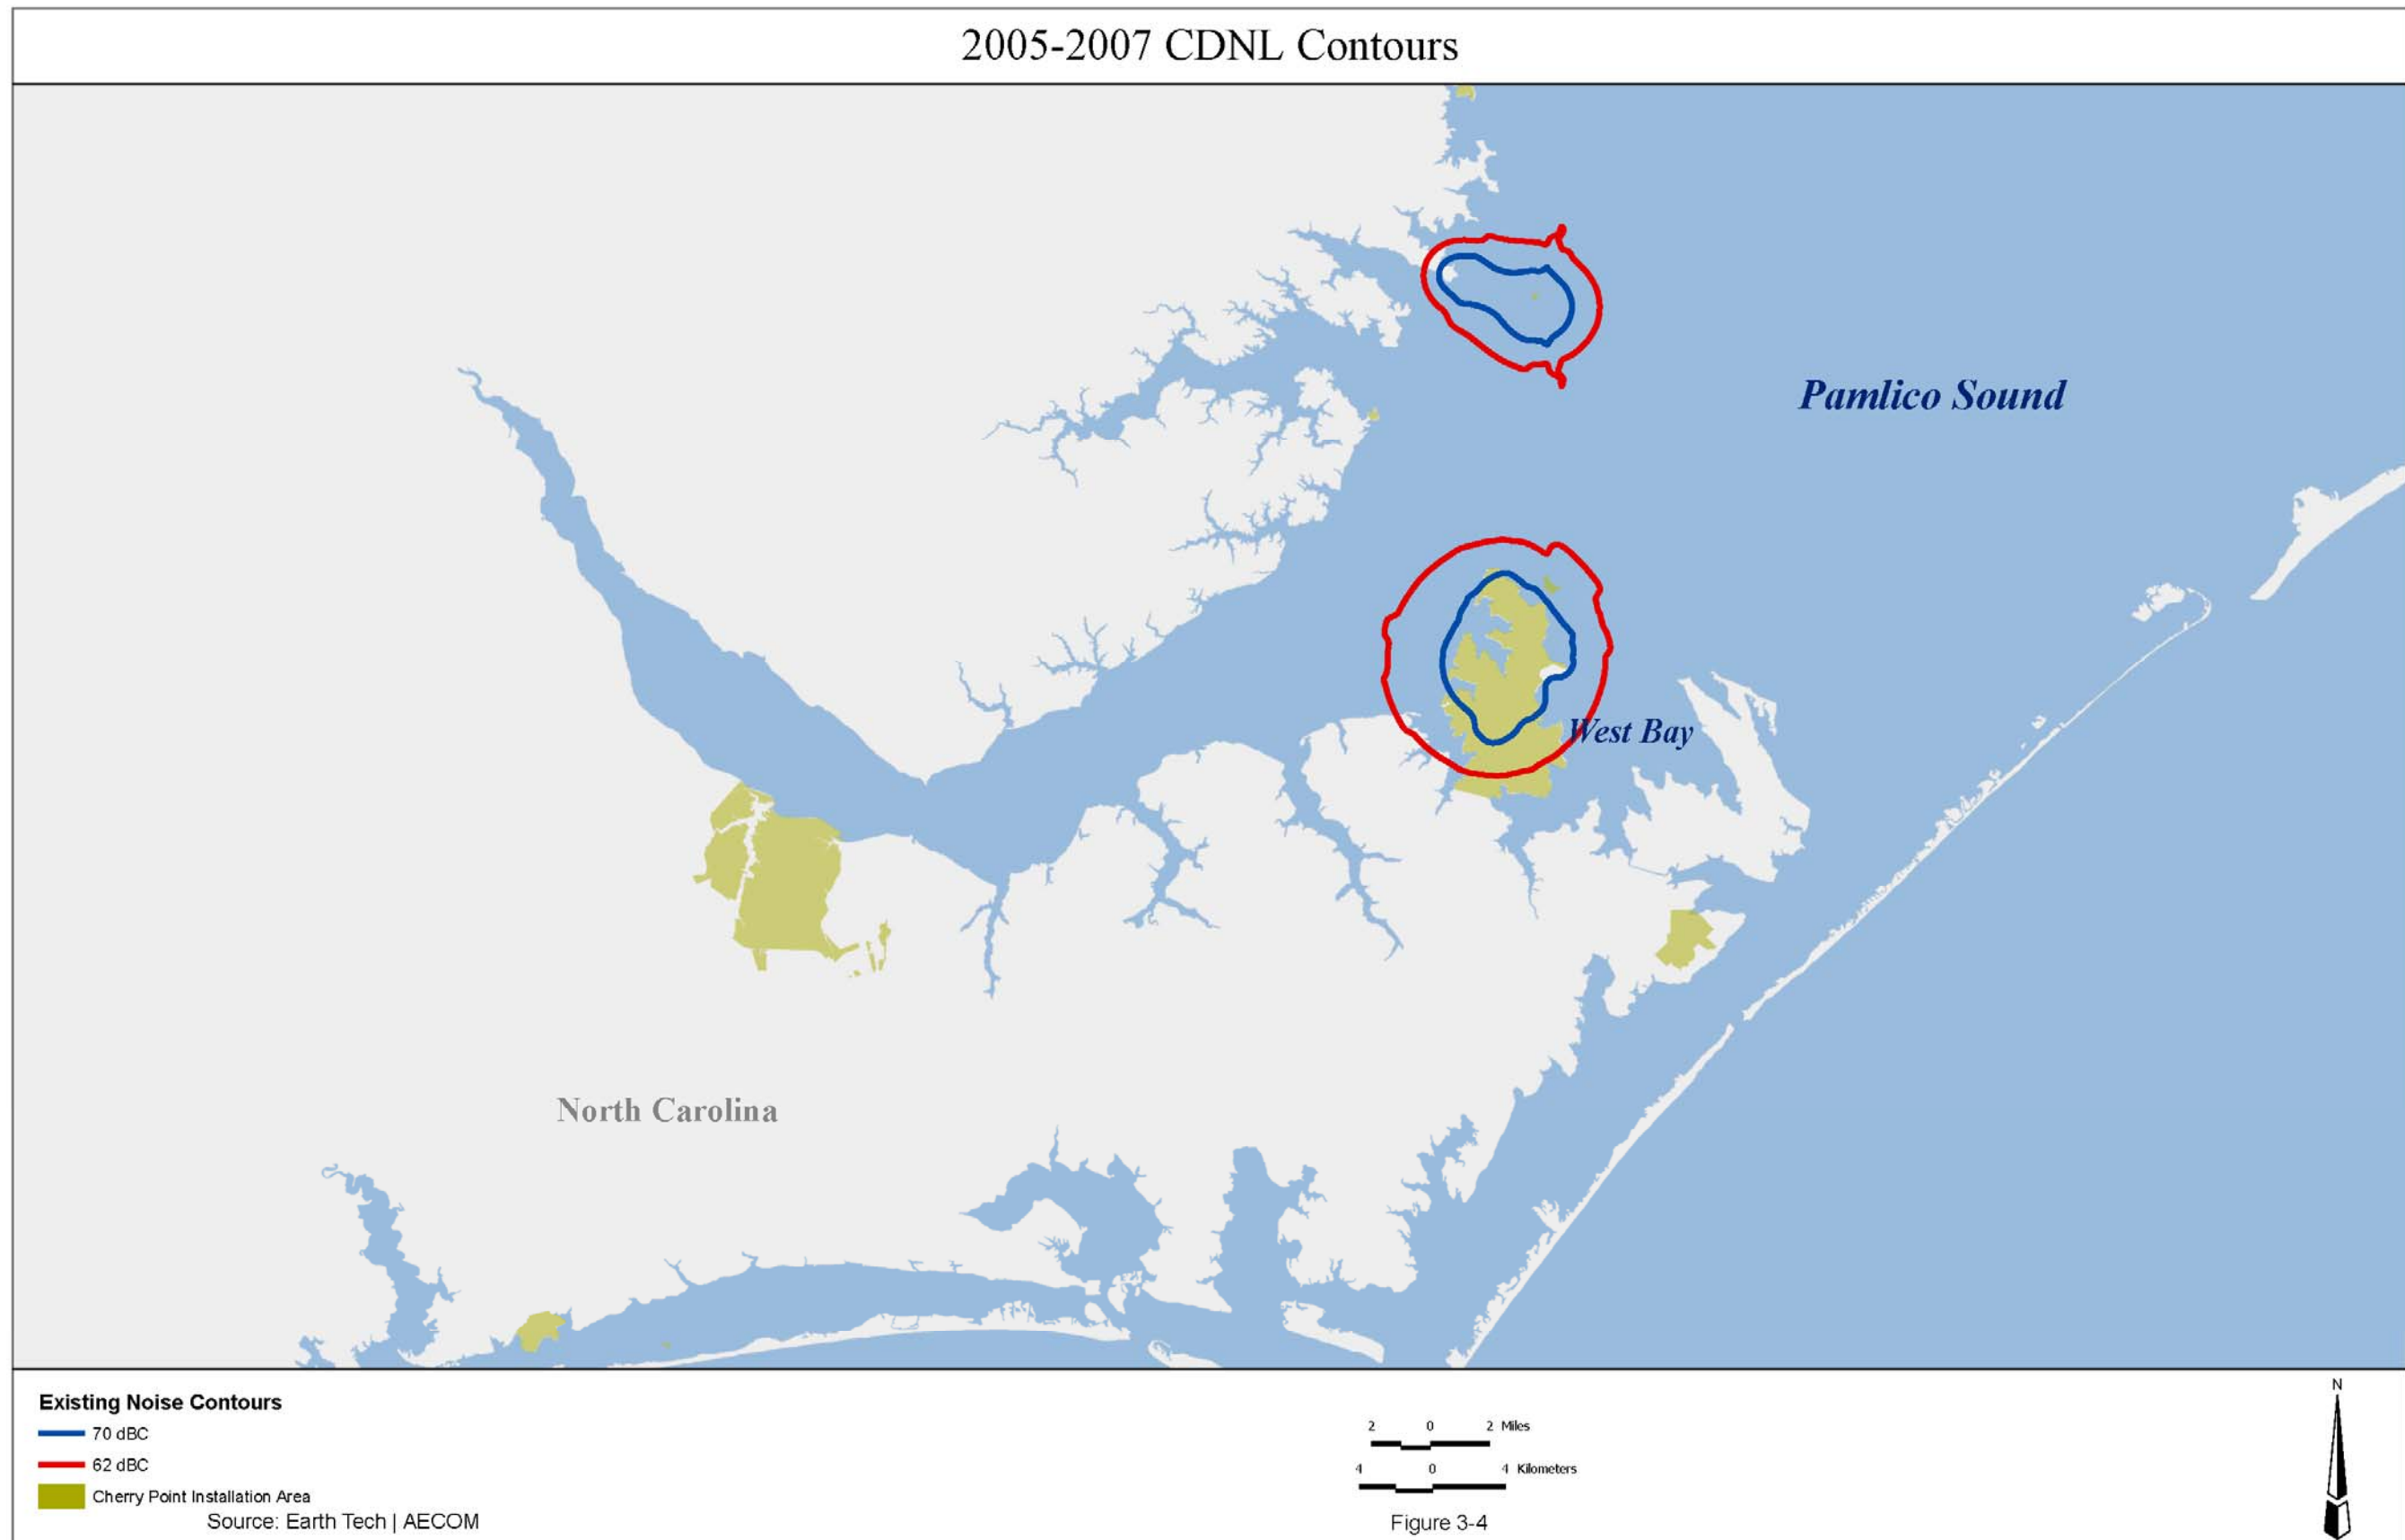 2005-2007 CDNL Contours
Pamlico Sound
West Bay
North Carolina
Existing Noise Contours
70 dBC
62 dBC
Cherry Point Installation Area
Source: Earth Tech | AECOM
2 0 2 Miles
4 0 4 Kilometers
Figure 3-4
N